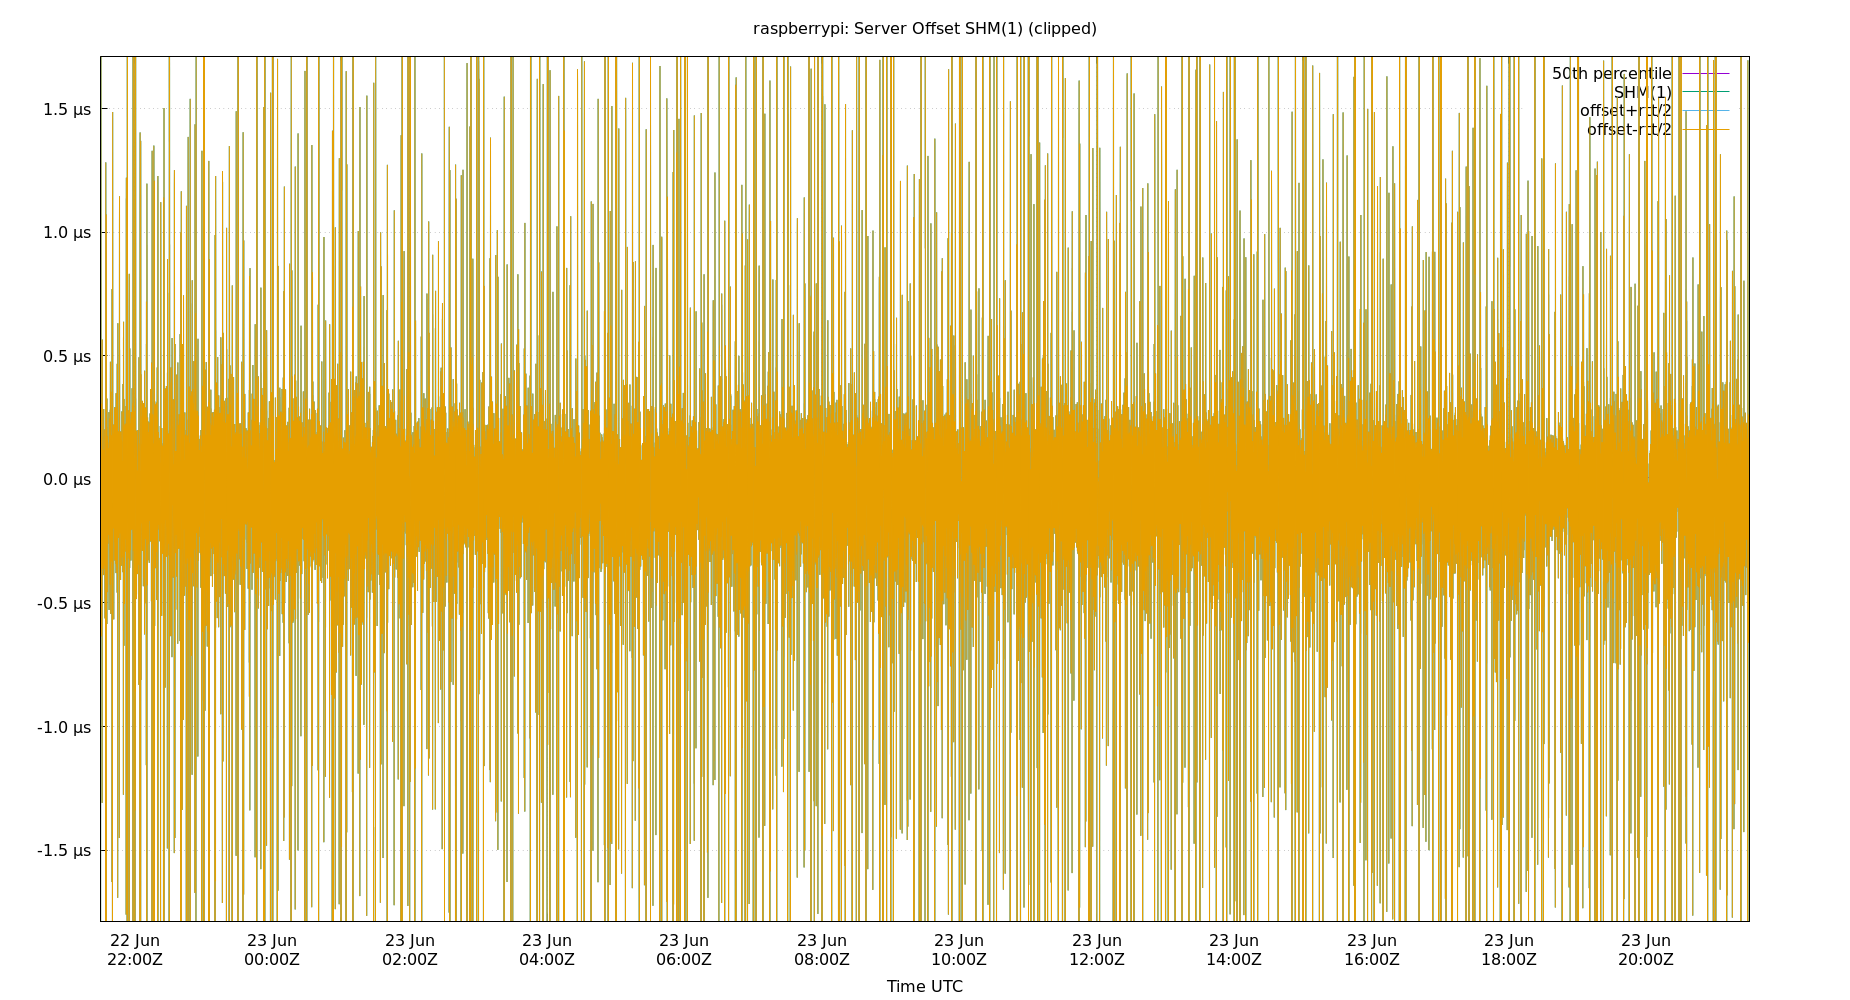 raspberrypi: Server Offset SHM(1) (clipped)
50th percentile
SHM(1)
offset+rtt/2
offset-rtt/2
1.5 µs
1.0 µs
0.5 µs
0.0 µs
-0.5 µs
-1.0 µs
-1.5 µs
22 Jun 23 Jun 23 Jun 23 Jun 23 Jun 23 Jun 23 Jun 23 Jun 23 Jun 23 Jun 23 Jun 23 Jun
22:00Z 00:00Z 02:00Z 04:00Z 06:00Z 08:00Z 10:00Z 12:00Z 14:00Z 16:00Z 18:00Z 20:00Z
Time UTC